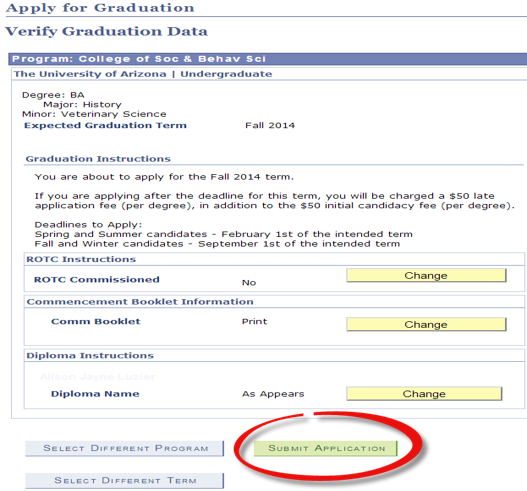 Apply for Graduation
Verify Graduation Data
Program: College of Soc & Behav Sci
The University of Arizona | Undergraduate
Degree: BA
Major: History
Minor: Veterinary Science
Expected Graduation Term Fall 2014
Graduation Instructions
You are about to apply for the Fall 2014 term.
If you are applying after the deadline for this term, you will be charged a $50 late
application fee (per degree), in addition to the $50 initial candidacy fee (per degree).
Deadlines to Apply:
Spring and Summer candidates - February 1st of the intended term
Fall and Winter candidates - September 1st of the intended term
ROTC Instructions
ROTC Commissioned No Change
Commencement Booklet Information
Comm Booklet Print Change
Diploma Instructions
Alison Jayne Luzier
Diploma Name As Appears Change
SELECT DIFFERENT PROGRAM SUBMIT APPLICATION
SELECT DIFFERENT TERM